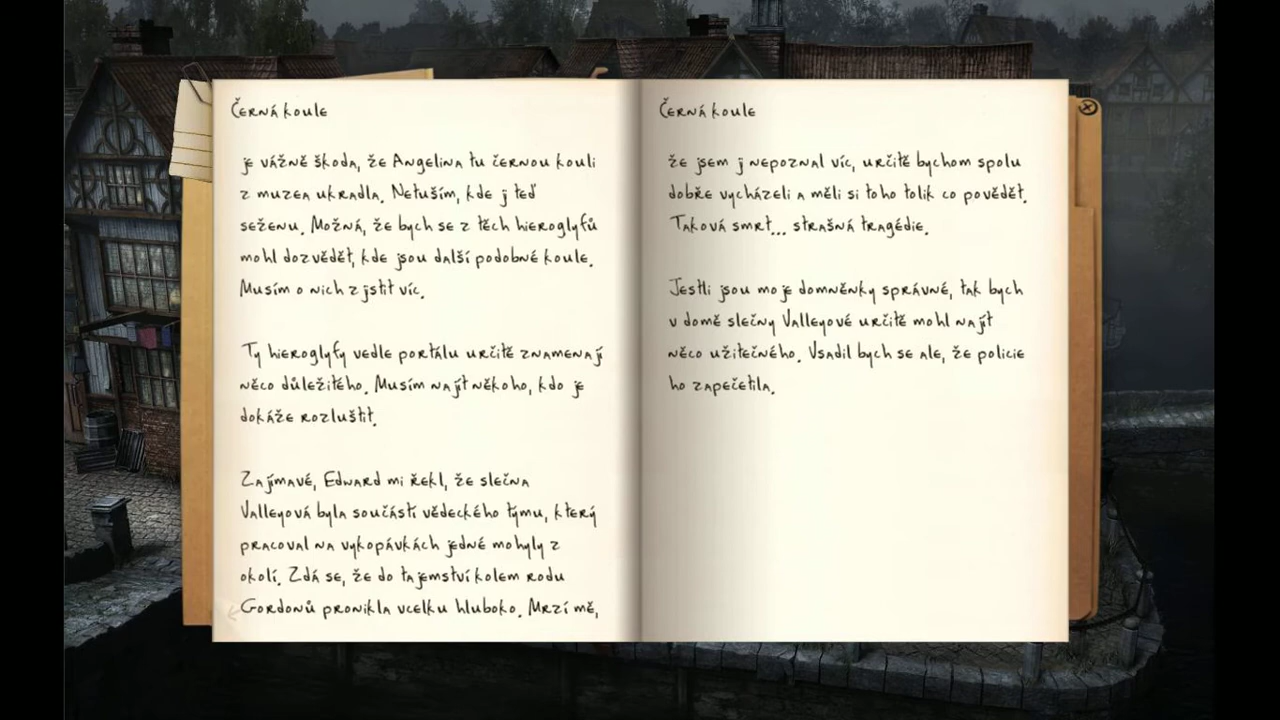 Černá koule
je vážně škoda, že Angelina tu černou kouli
z muzea ukradla. Netuším, kde ji teď
seženu. Možná, že bych se z těch hieroglyfů
mohl dozvědět, kde jsou další podobné koule.
Musím o nich zjistit víc.
Ty hieroglyfy vedle portálu určitě znamenají
něco důležitého. Musím najít někoho, kdo je
dokáže rozluštit.
Zajímavé, Edward mi řekl, že slečna
Valleyová byla součástí vědeckého týmu, který
pracoval na vykopávkách jedné mohyly z
okolí. Zdá se, že do tajemství kolem rodu
Gordonů pronikla vcelku hluboko. Mrzí mě,
Černá koule
že jsem ji nepoznal víc, určitě bychom spolu
dobře vycházeli a měli si toho tolik co povědět.
Taková smrt... strašná tragédie.
Jestli jsou moje domněnky správné, tak bych
v domě slečny Valleyové určitě mohl najít
něco užitečného. Vsadil bych se ale, že policie
ho zapečetila.